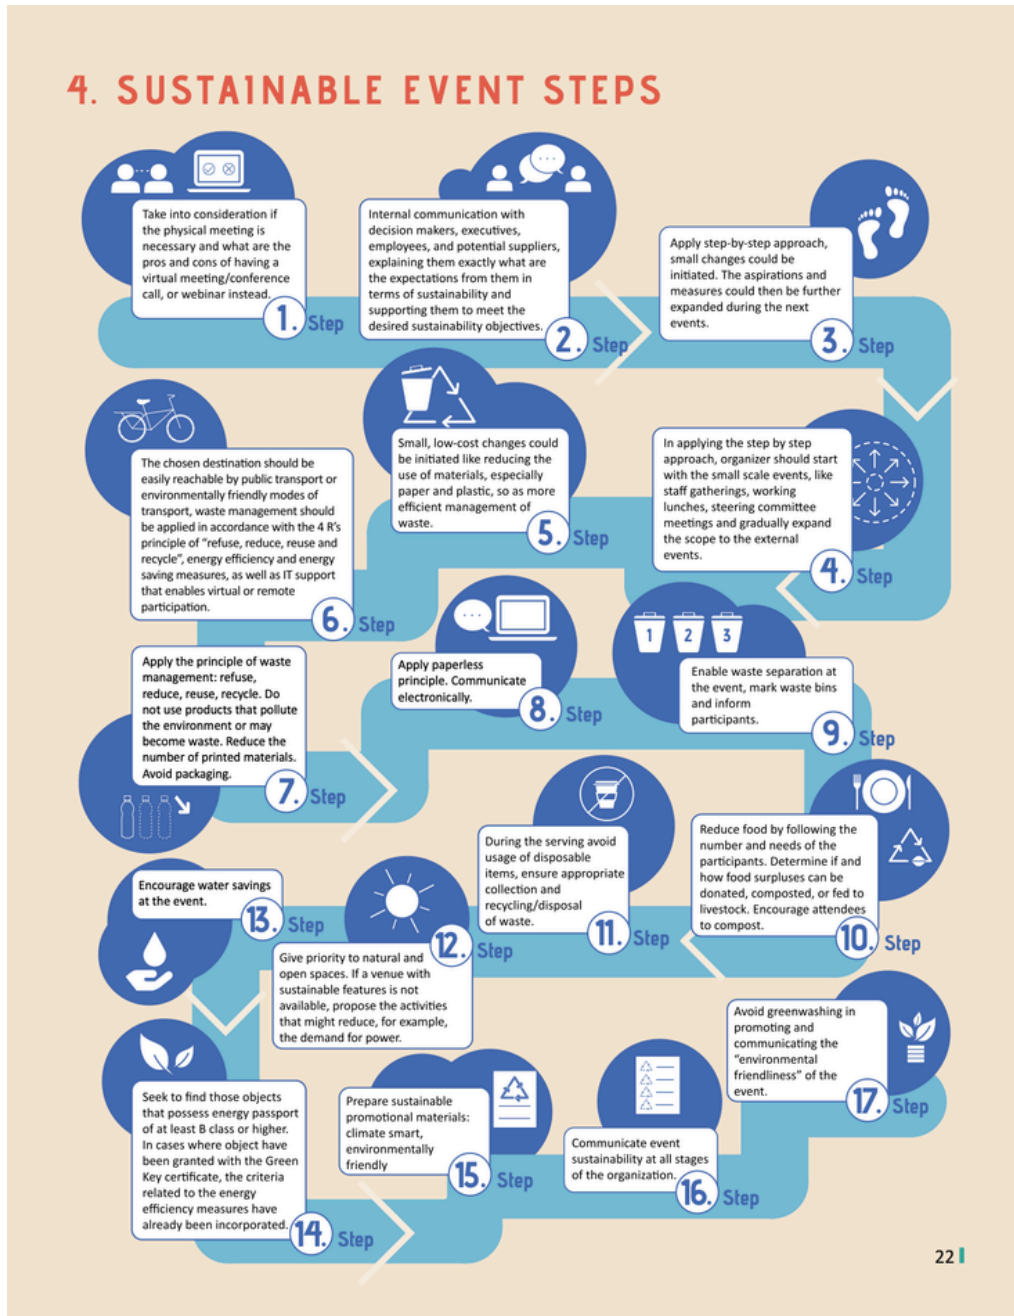 4. SUSTAINABLE EVENT STEPS
Take into consideration if
the physical meeting is
necessary and what are the
pros and cons of having a
virtual meeting/conference
call, or webinar instead.
1. Step
Internal communication with
decision makers, executives,
employees, and potential suppliers,
explaining them exactly what are
the expectations from them in
terms of sustainability and
supporting them to meet the
desired sustainability objectives.
2. Step
Apply step-by-step approach,
small changes could be
initiated. The aspirations and
measures could then be further
expanded during the next
events.
3. Step
In applying the step by step
approach, organizer should start
with the small scale events, like
staff gatherings, working
lunches, steering committee
meetings and gradually expand
the scope to the external
events.
4. Step
Small, low-cost changes could
be initiated like reducing the
use of materials, especially
paper and plastic, so as more
efficient management of
waste.
5. Step
The chosen destination should be
easily reachable by public transport or
environmentally friendly modes of
transport, waste management should
be applied in accordance with the 4 R's
principle of "refuse, reduce, reuse and
recycle", energy efficiency and energy
saving measures, as well as IT support
that enables virtual or remote
participation.
6. Step
Apply the principle of waste
management: refuse,
reduce, reuse, recycle. Do
not use products that pollute
the environment or may
become waste. Reduce the
number of printed materials.
Avoid packaging.
7. Step
Apply paperless
principle. Communicate
electronically.
8. Step
1 2 3
Enable waste separation at
the event, mark waste bins
and inform
participants.
9. Step
Reduce food by following the
number and needs of the
participants. Determine if and
how food surpluses can be
donated, composted, or fed to
livestock. Encourage attendees
to compost.
10. Step
During the serving avoid
usage of disposable
items, ensure appropriate
collection and
recycling/disposal
of waste.
11. Step
12. Step
Give priority to natural and
open spaces. If a venue with
sustainable features is not
available, propose the activities
that might reduce, for example,
the demand for power.
Encourage water savings
at the event.
13. Step
Seek to find those objects
that possess energy passport
of at least B class or higher.
In cases where object have
been granted with the Green
Key certificate, the criteria
related to the energy
efficiency measures have
already been incorporated.
14. Step
Prepare sustainable
promotional materials:
climate smart,
environmentally
friendly
15. Step
Communicate event
sustainability at all stages
of the organization.
16. Step
Avoid greenwashing in
promoting and
communicating the
"environmental
friendliness" of the
event.
17. Step
22